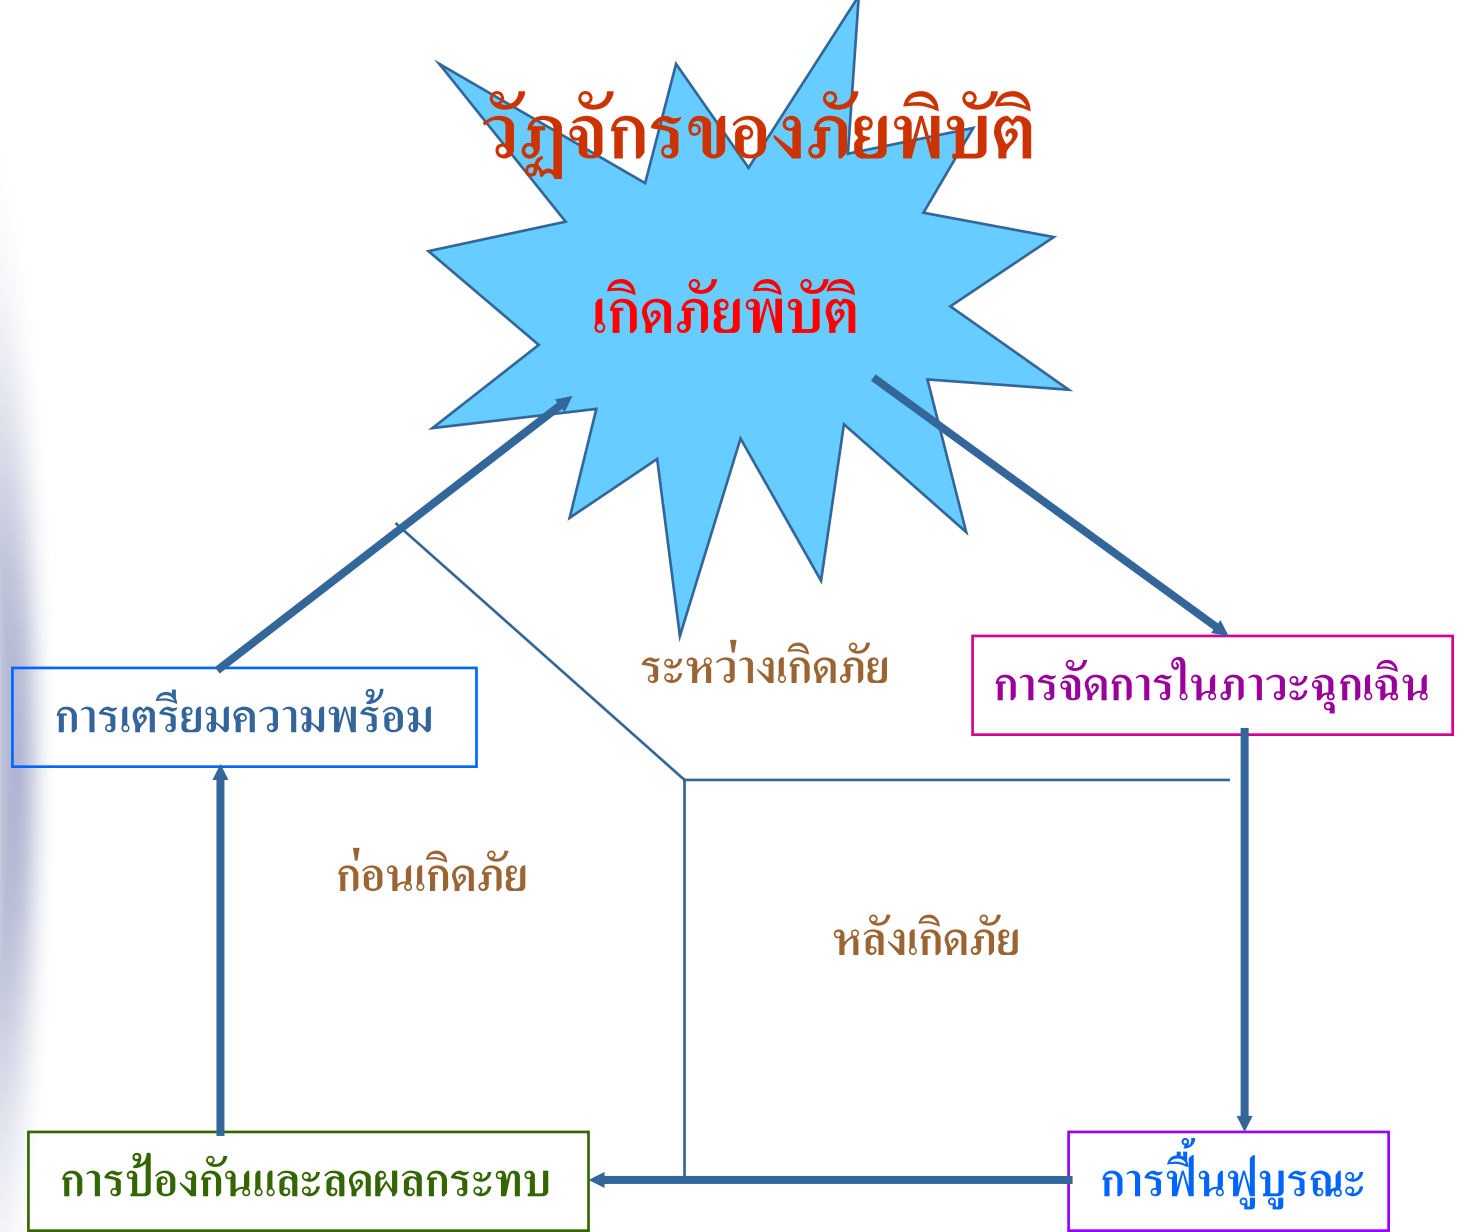 วัฏจักรของภัยพิบัติ
เกิดภัยพิบัติ
ระหว่างเกิดภัย
การจัดการในภาวะฉุกเฉิน
การเตรียมความพร้อม
ก่อนเกิดภัย
หลังเกิดภัย
การป้องกันและลดผลกระทบ
การฟื้นฟูบูรณะ